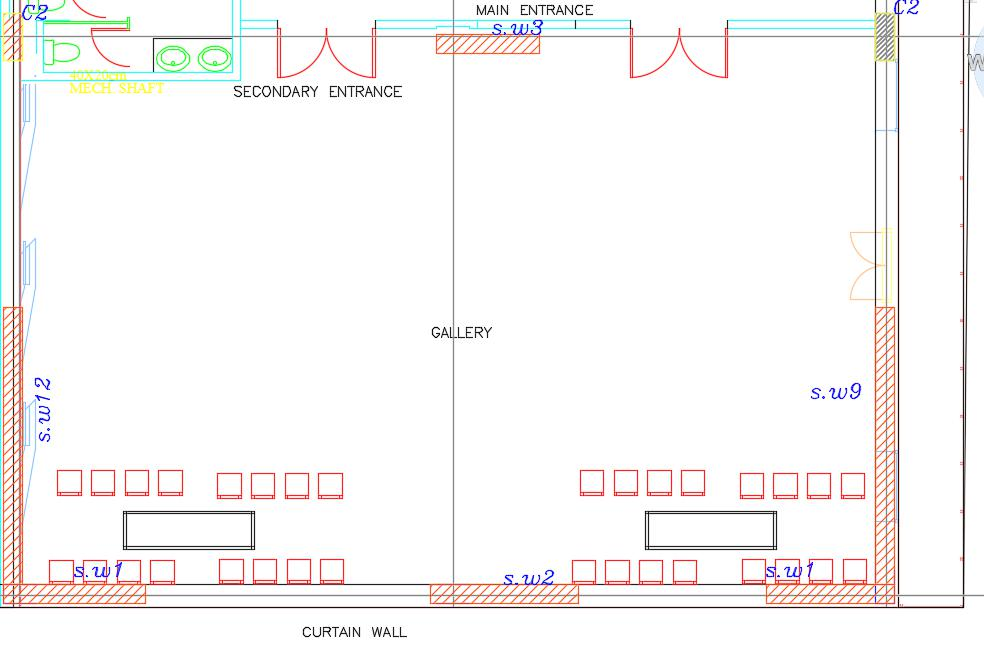 MAIN ENTRANCE
C2
C2
s.w3
40X20cm
MECH SHAFT
SECONDARY ENTRANCE
W
GALLERY
s.w12
s.w9
s.w1
s.w2
s.w1
CURTAIN WALL